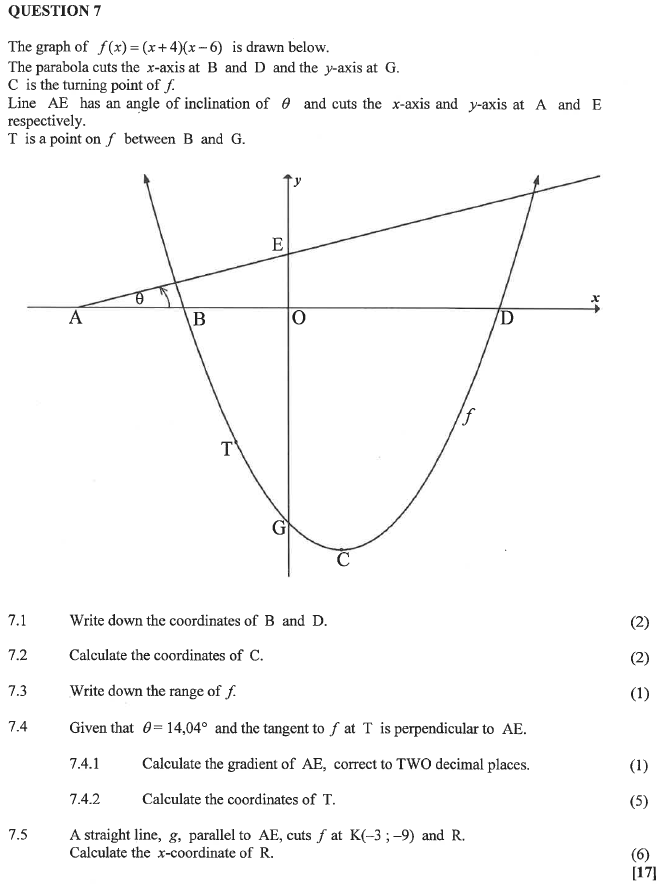 QUESTION 7
The graph of f(x) = (x + 4)(x − 6) is drawn below.
The parabola cuts the x-axis at B and D and the y-axis at G.
C is the turning point of f.
Line AE has an angle of inclination of θ and cuts the x-axis and y-axis at A and E
respectively.
T is a point on f between B and G.
y
E
θ
x
A
B
O
D
f
T
G
C
7.1 Write down the coordinates of B and D. (2)
7.2 Calculate the coordinates of C. (2)
7.3 Write down the range of f. (1)
7.4 Given that θ = 14,04° and the tangent to f at T is perpendicular to AE.
7.4.1 Calculate the gradient of AE, correct to TWO decimal places. (1)
7.4.2 Calculate the coordinates of T. (5)
7.5 A straight line, g, parallel to AE, cuts f at K(–3 ; –9) and R.
Calculate the x-coordinate of R. (6)
[17]